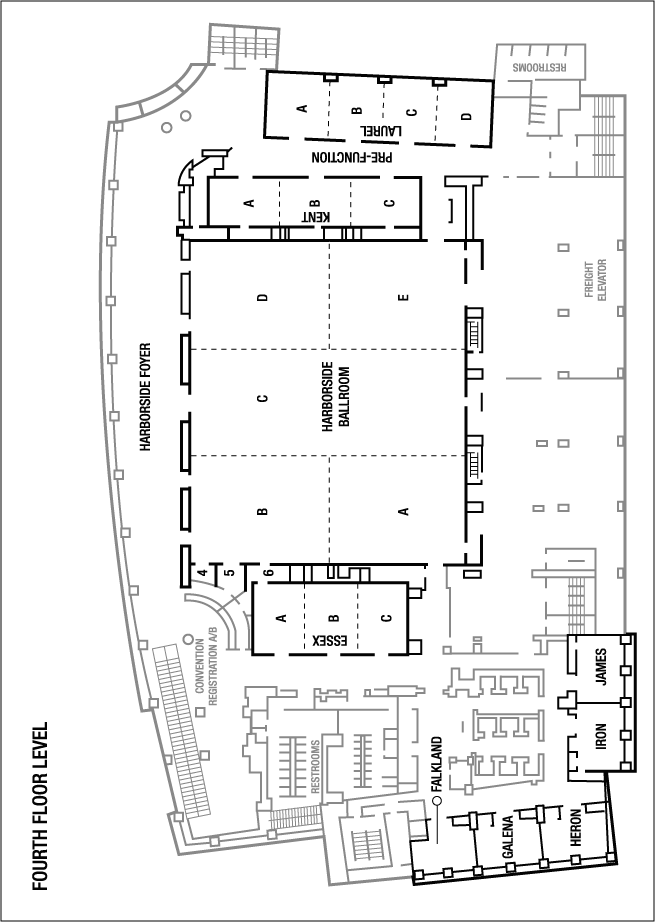 FOURTH FLOOR LEVEL
RESTROOMS
A
B
C
D
LAUREL
PRE-FUNCTION
A
B
C
KENT
HARBORSIDE FOYER
D
E
C
HARBORSIDE
BALLROOM
B
A
FREIGHT
ELEVATOR
4
5
6
A
B
C
ESSEX
CONVENTION
REGISTRATION A/B
RESTROOMS
FALKLAND
GALENA
HERON
IRON
JAMES